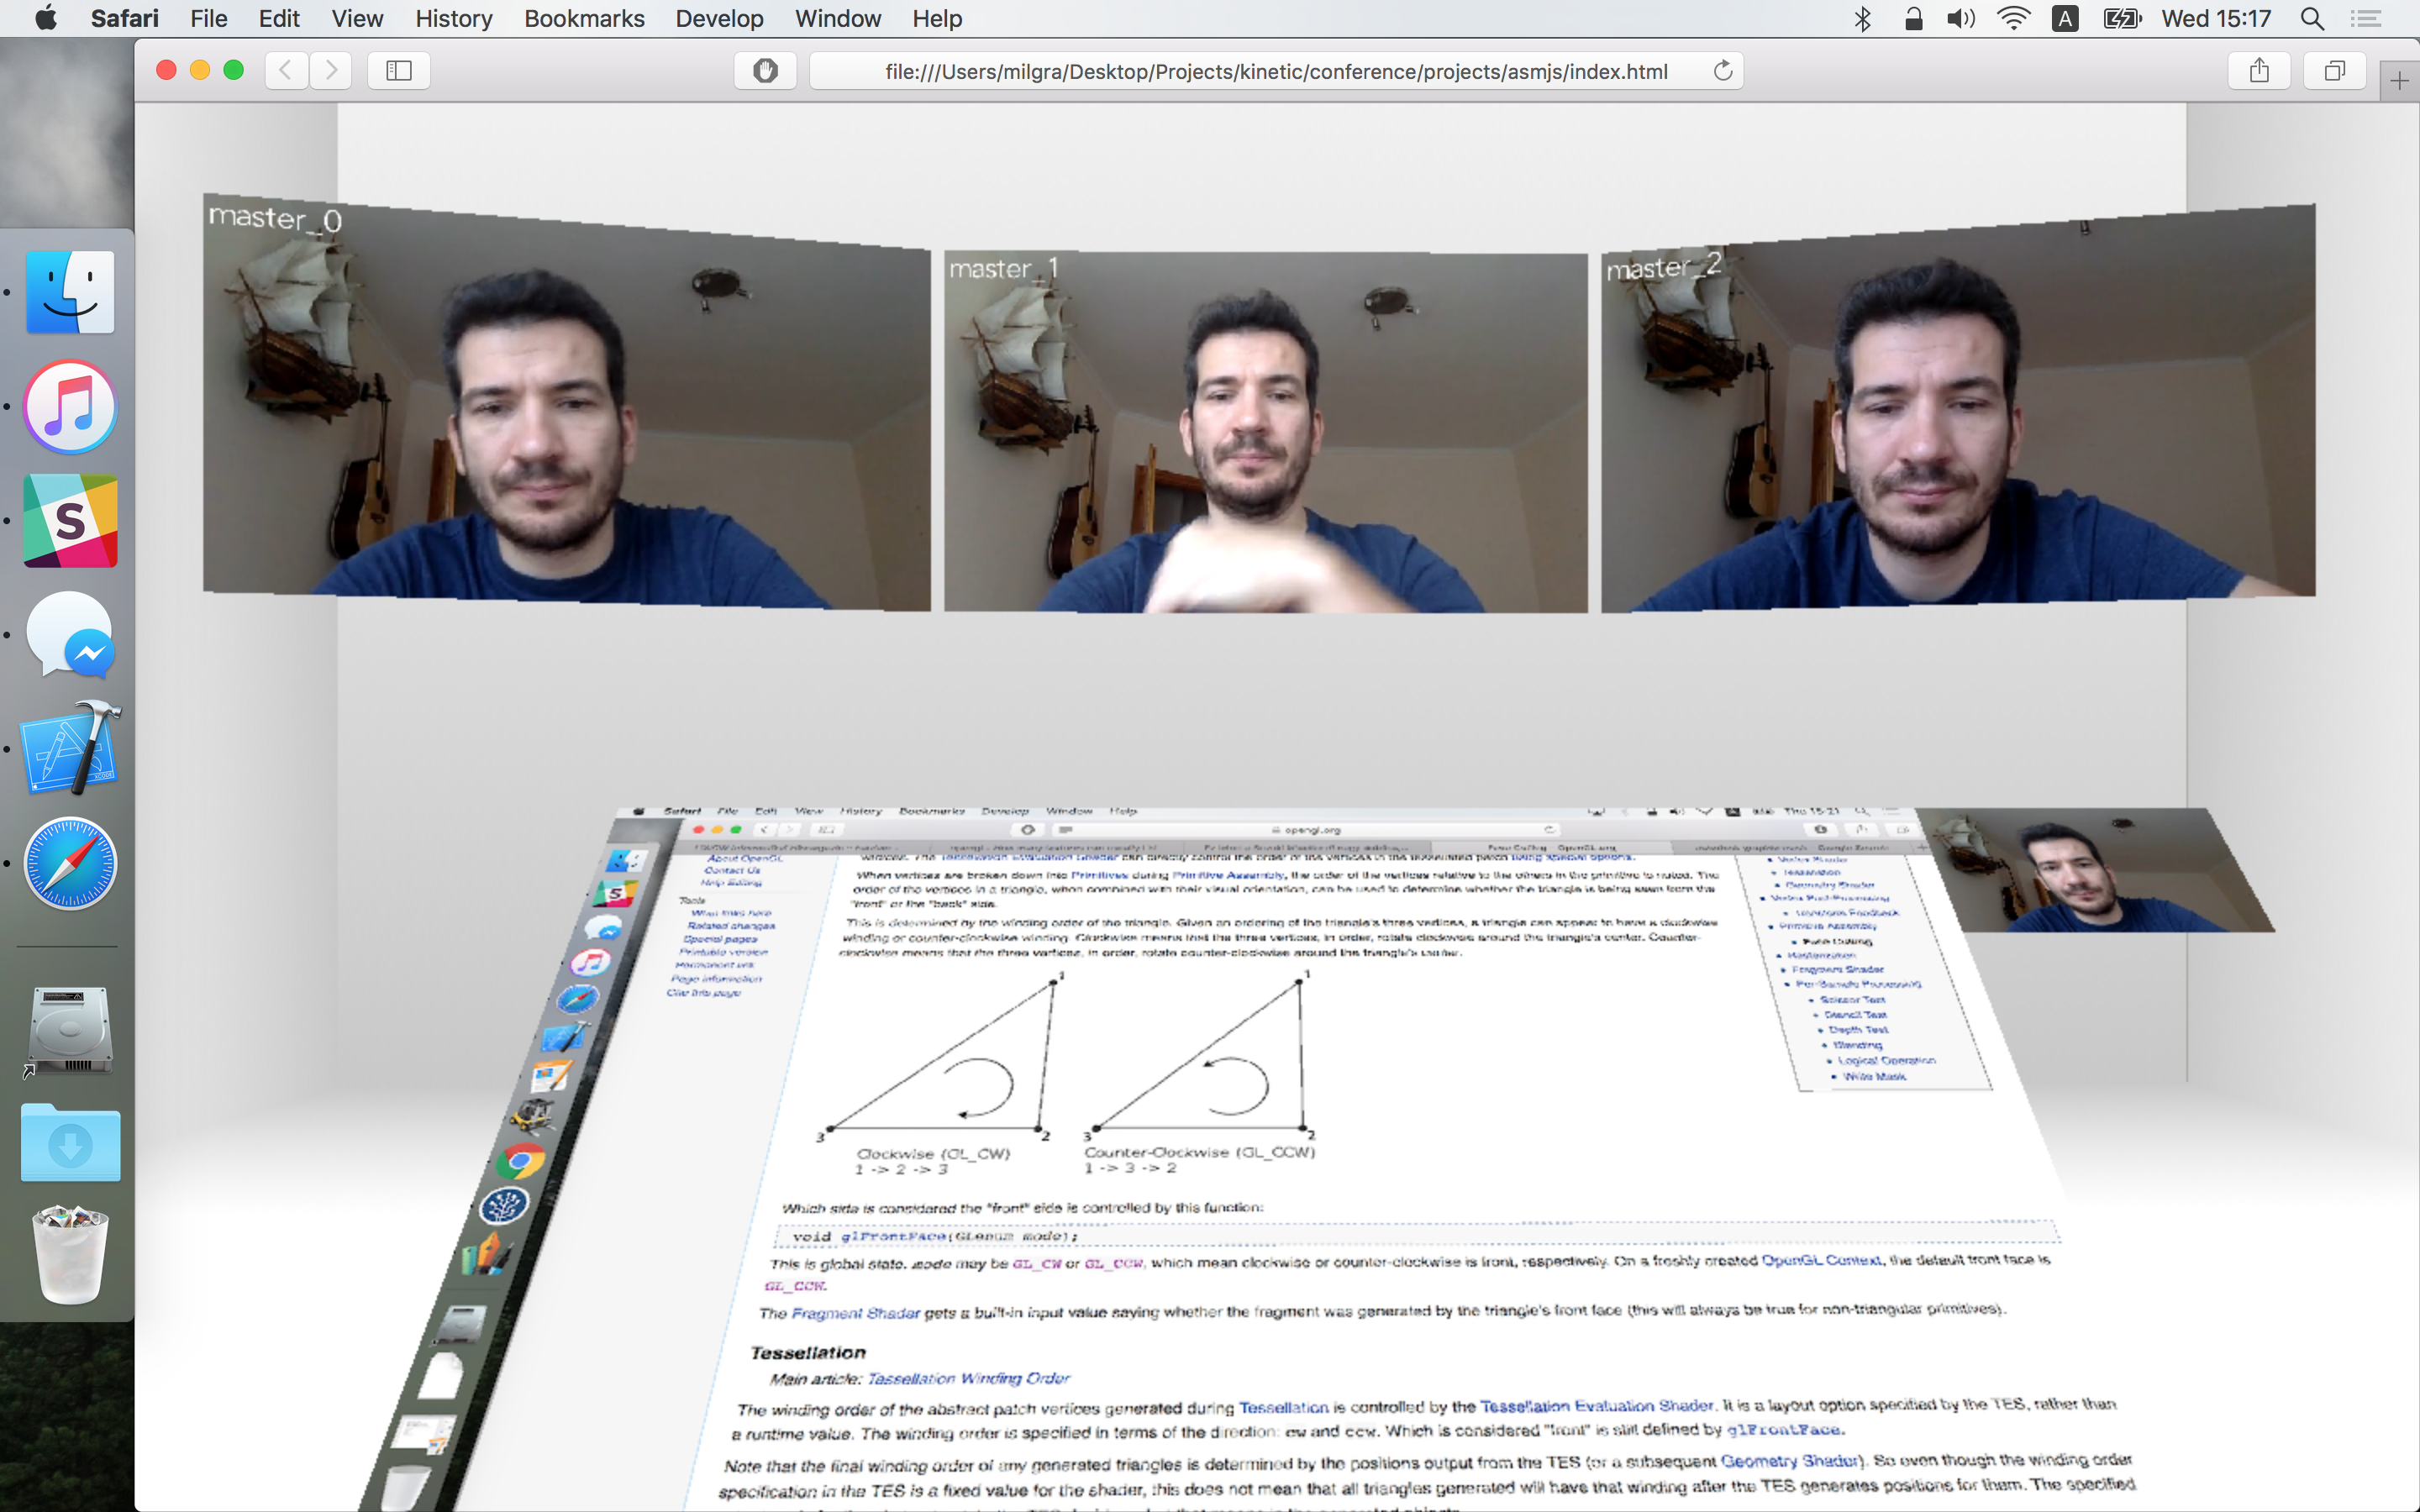 Safari File Edit View History Bookmarks Develop Window Help
A
Wed 15:17
file:///Users/milgra/Desktop/Projects/kinetic/conference/projects/asmjs/index.html
master_0
master_1
master_2
S
Safari File Edit View History Bookmarks Develop Window Help
Thu 15:21
opengl.org
About OpenGL
Contact Us
Help Editing
Tools
What links here
Related changes
Special pages
Printable version
Permanent link
Page information
Cite this page
When vertices are broken down into Primitives during Primitive Assembly, the order of the vertices relative to the others in the primitive is noted. The
order of the vertices in a triangle, when combined with their visual orientation, can be used to determine whether the triangle is being seen from the
"front" or the "back" side.
This is determined by the winding order of the triangle. Given an ordering of the triangle's three vertices, a triangle can appear to have a clockwise
winding or counter-clockwise winding. Clockwise means that the three vertices, in order, rotate clockwise around the triangle's center. Counter-
clockwise means that the three vertices, in order, rotate counter-clockwise around the triangle's center.
1
3
2
Clockwise (GL_CW)
1 -> 2 -> 3
1
3
2
Counter-Clockwise (GL_CCW)
1 -> 3 -> 2
Vertex Shader
Tessellation
Geometry Shader
Vertex Post-Processing
Transform Feedback
Primitive Assembly
Face Culling
Rasterization
Fragment Shader
Per-Sample Processing
Scissor Test
Stencil Test
Depth Test
Blending
Logical Operation
Write Mask
Which side is considered the "front" side is controlled by this function:
void glFrontFace(GLenum mode);
This is global state. mode may be GL_CW or GL_CCW, which mean clockwise or counter-clockwise is front, respectively. On a freshly created OpenGL Context, the default front face is
GL_CCW.
The Fragment Shader gets a built-in input value saying whether the fragment was generated by the triangle's front face (this will always be true for non-triangular primitives).
Tessellation
Main article: Tessellation Winding Order
The winding order of the abstract patch vertices generated during Tessellation is controlled by the Tessellation Evaluation Shader. It is a layout option specified by the TES, rather than
a runtime value. The winding order is specified in terms of the direction: cw and ccw. Which is considered "front" is still defined by glFrontFace.
Note that the final winding order of any generated triangles is determined by the positions output from the TES (or a subsequent Geometry Shader). So even though the winding order
specification in the TES is a fixed value for the shader, this does not mean that all triangles generated will have that winding after the TES generates positions for them. The specified